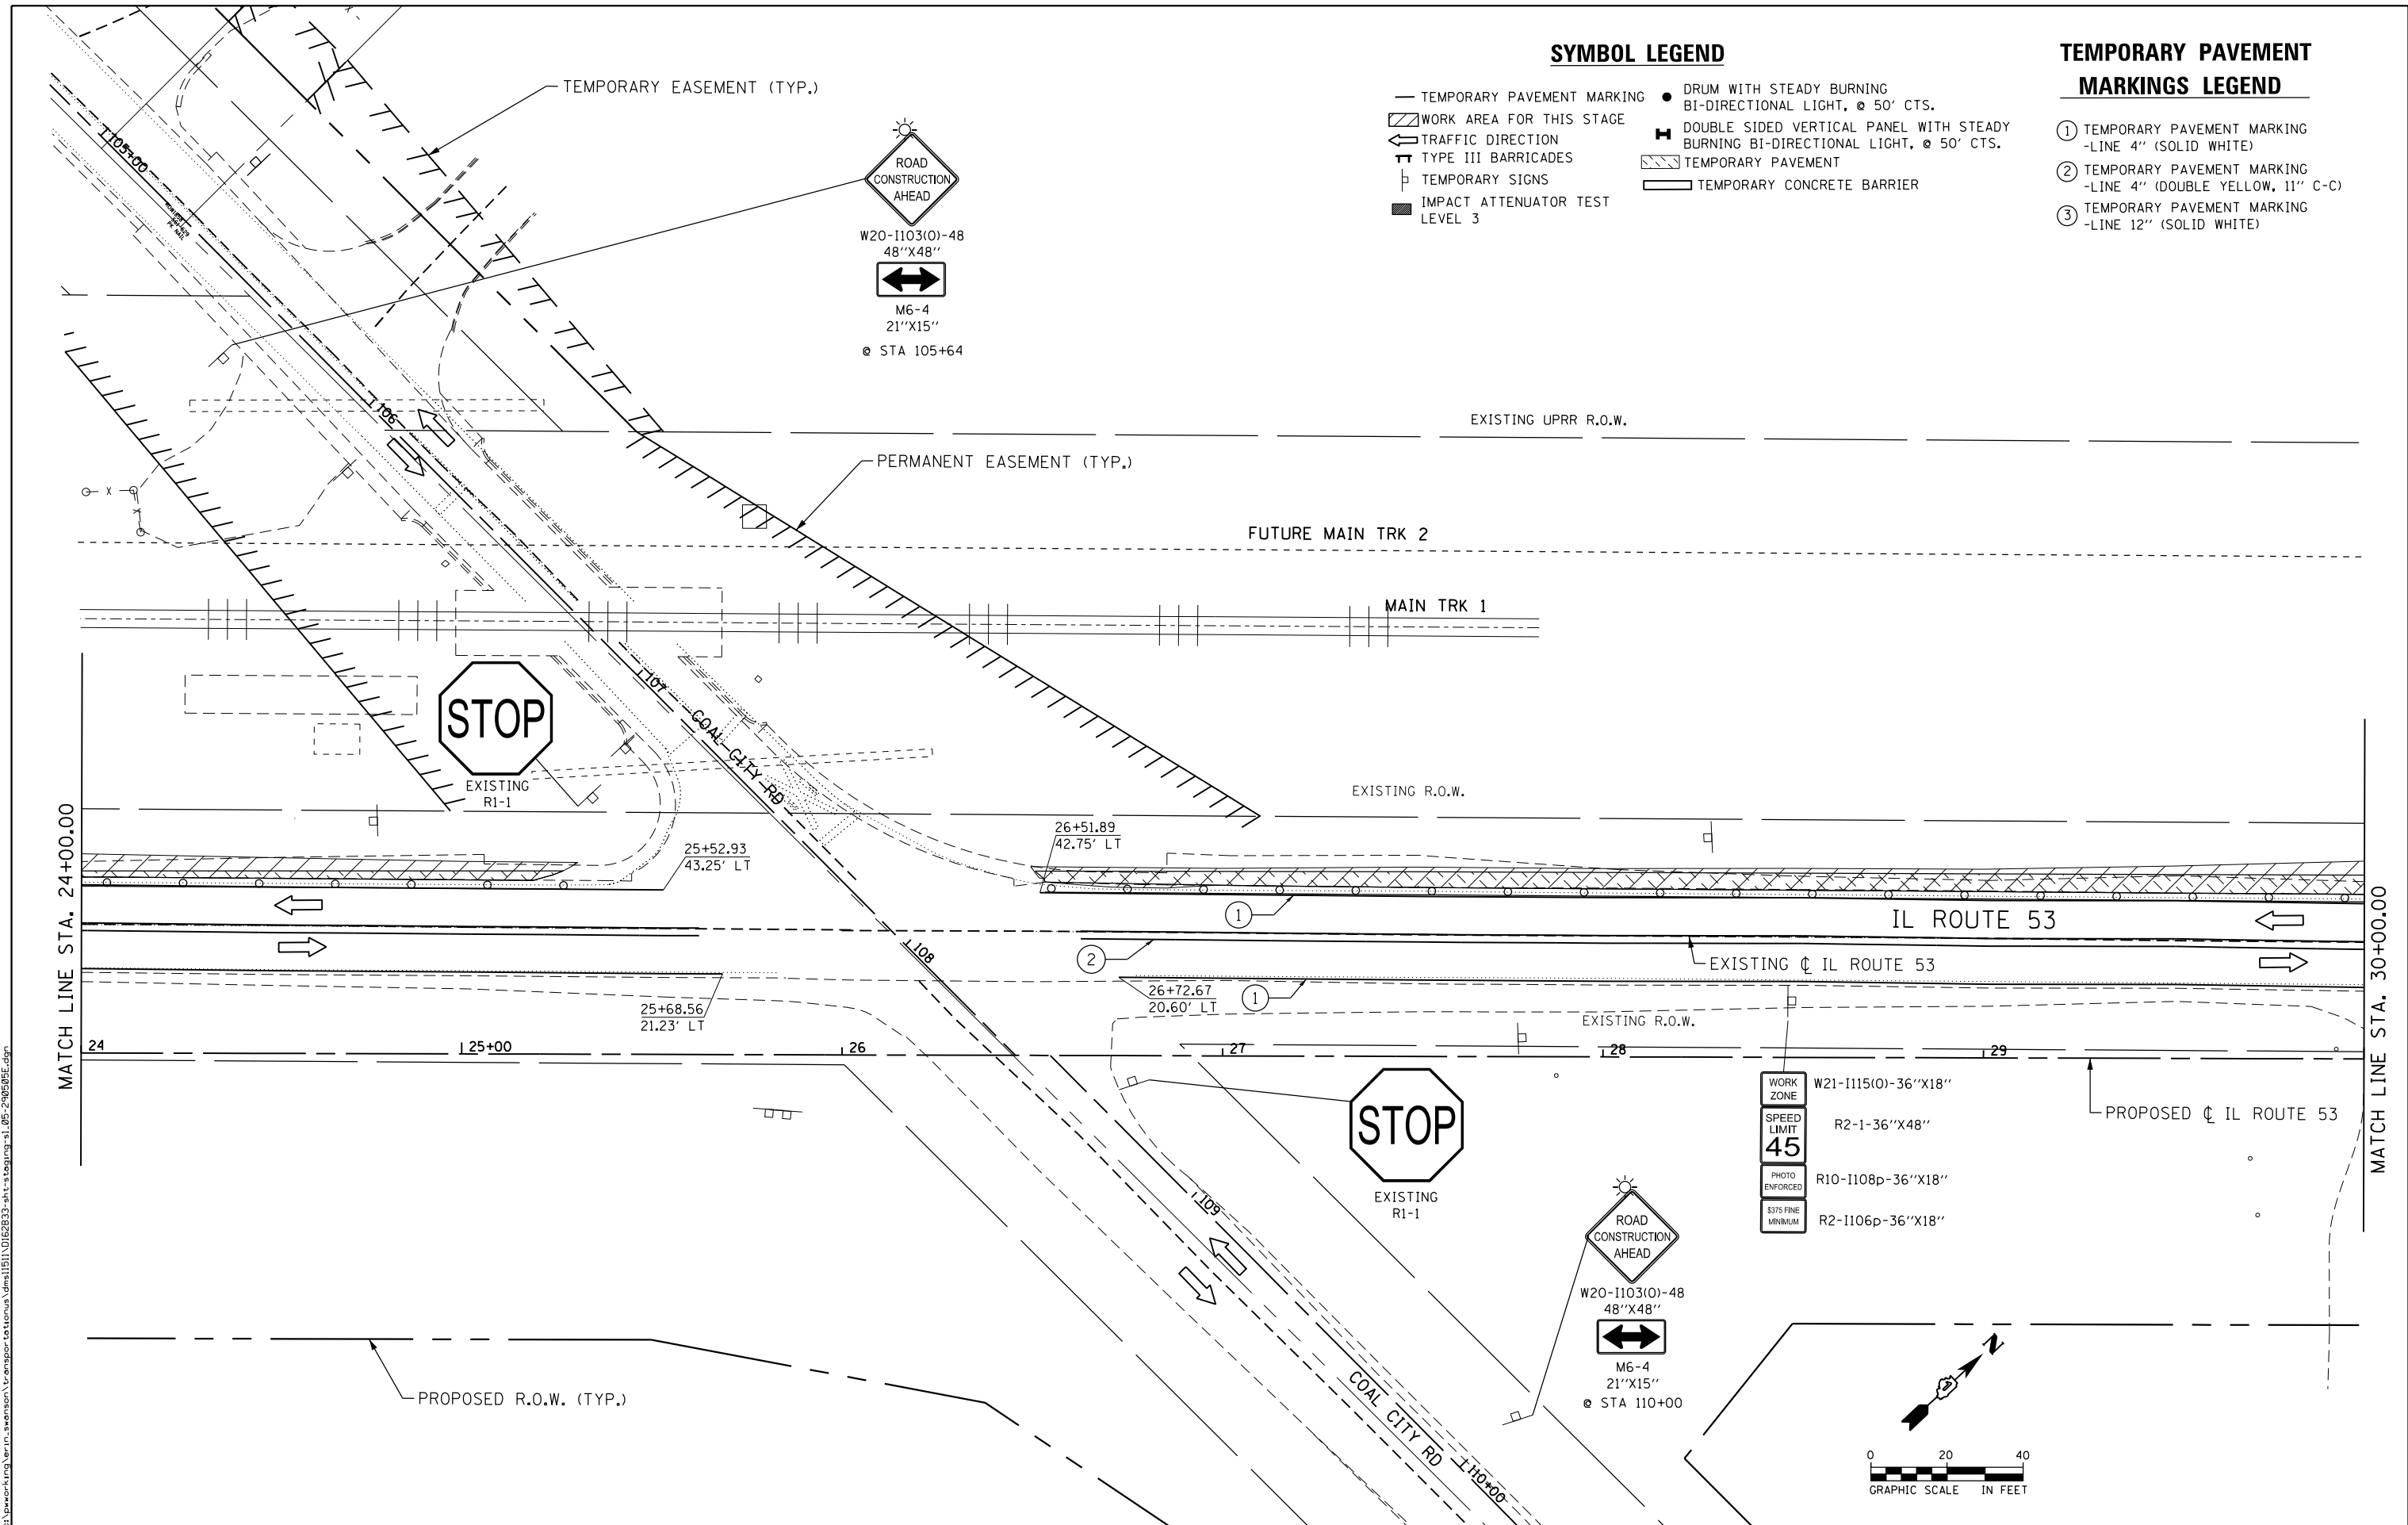 SYMBOL LEGEND
TEMPORARY PAVEMENT MARKING
WORK AREA FOR THIS STAGE
TRAFFIC DIRECTION
TYPE III BARRICADES
TEMPORARY SIGNS
IMPACT ATTENUATOR TEST
LEVEL 3
DRUM WITH STEADY BURNING
BI-DIRECTIONAL LIGHT, @ 50' CTS.
DOUBLE SIDED VERTICAL PANEL WITH STEADY
BURNING BI-DIRECTIONAL LIGHT, @ 50' CTS.
TEMPORARY PAVEMENT
TEMPORARY CONCRETE BARRIER
TEMPORARY PAVEMENT
MARKINGS LEGEND
1 TEMPORARY PAVEMENT MARKING
-LINE 4'' (SOLID WHITE)
2 TEMPORARY PAVEMENT MARKING
-LINE 4'' (DOUBLE YELLOW, 11'' C-C)
3 TEMPORARY PAVEMENT MARKING
-LINE 12'' (SOLID WHITE)
TEMPORARY EASEMENT (TYP.)
ROAD
CONSTRUCTION
AHEAD
W20-I103(O)-48
48''X48''
M6-4
21''X15''
@ STA 105+64
105+00
106
EXISTING UPRR R.O.W.
PERMANENT EASEMENT (TYP.)
FUTURE MAIN TRK 2
MAIN TRK 1
107
COAL CITY RD
STOP
EXISTING
R1-1
EXISTING R.O.W.
MATCH LINE STA. 24+00.00
25+52.93
43.25' LT
26+51.89
42.75' LT
1
IL ROUTE 53
2
108
EXISTING ℄ IL ROUTE 53
25+68.56
21.23' LT
26+72.67
20.60' LT
1
EXISTING R.O.W.
24
25+00
26
27
28
29
MATCH LINE STA. 30+00.00
PROPOSED ℄ IL ROUTE 53
STOP
EXISTING
R1-1
WORK
ZONE
W21-I115(O)-36''X18''
SPEED
LIMIT
45
R2-1-36''X48''
PHOTO
ENFORCED
R10-I108p-36''X18''
$375 FINE
MINIMUM
R2-I106p-36''X18''
109
ROAD
CONSTRUCTION
AHEAD
W20-I103(O)-48
48''X48''
M6-4
21''X15''
@ STA 110+00
COAL CITY RD
110+00
PROPOSED R.O.W. (TYP.)
N
0 20 40
GRAPHIC SCALE IN FEET